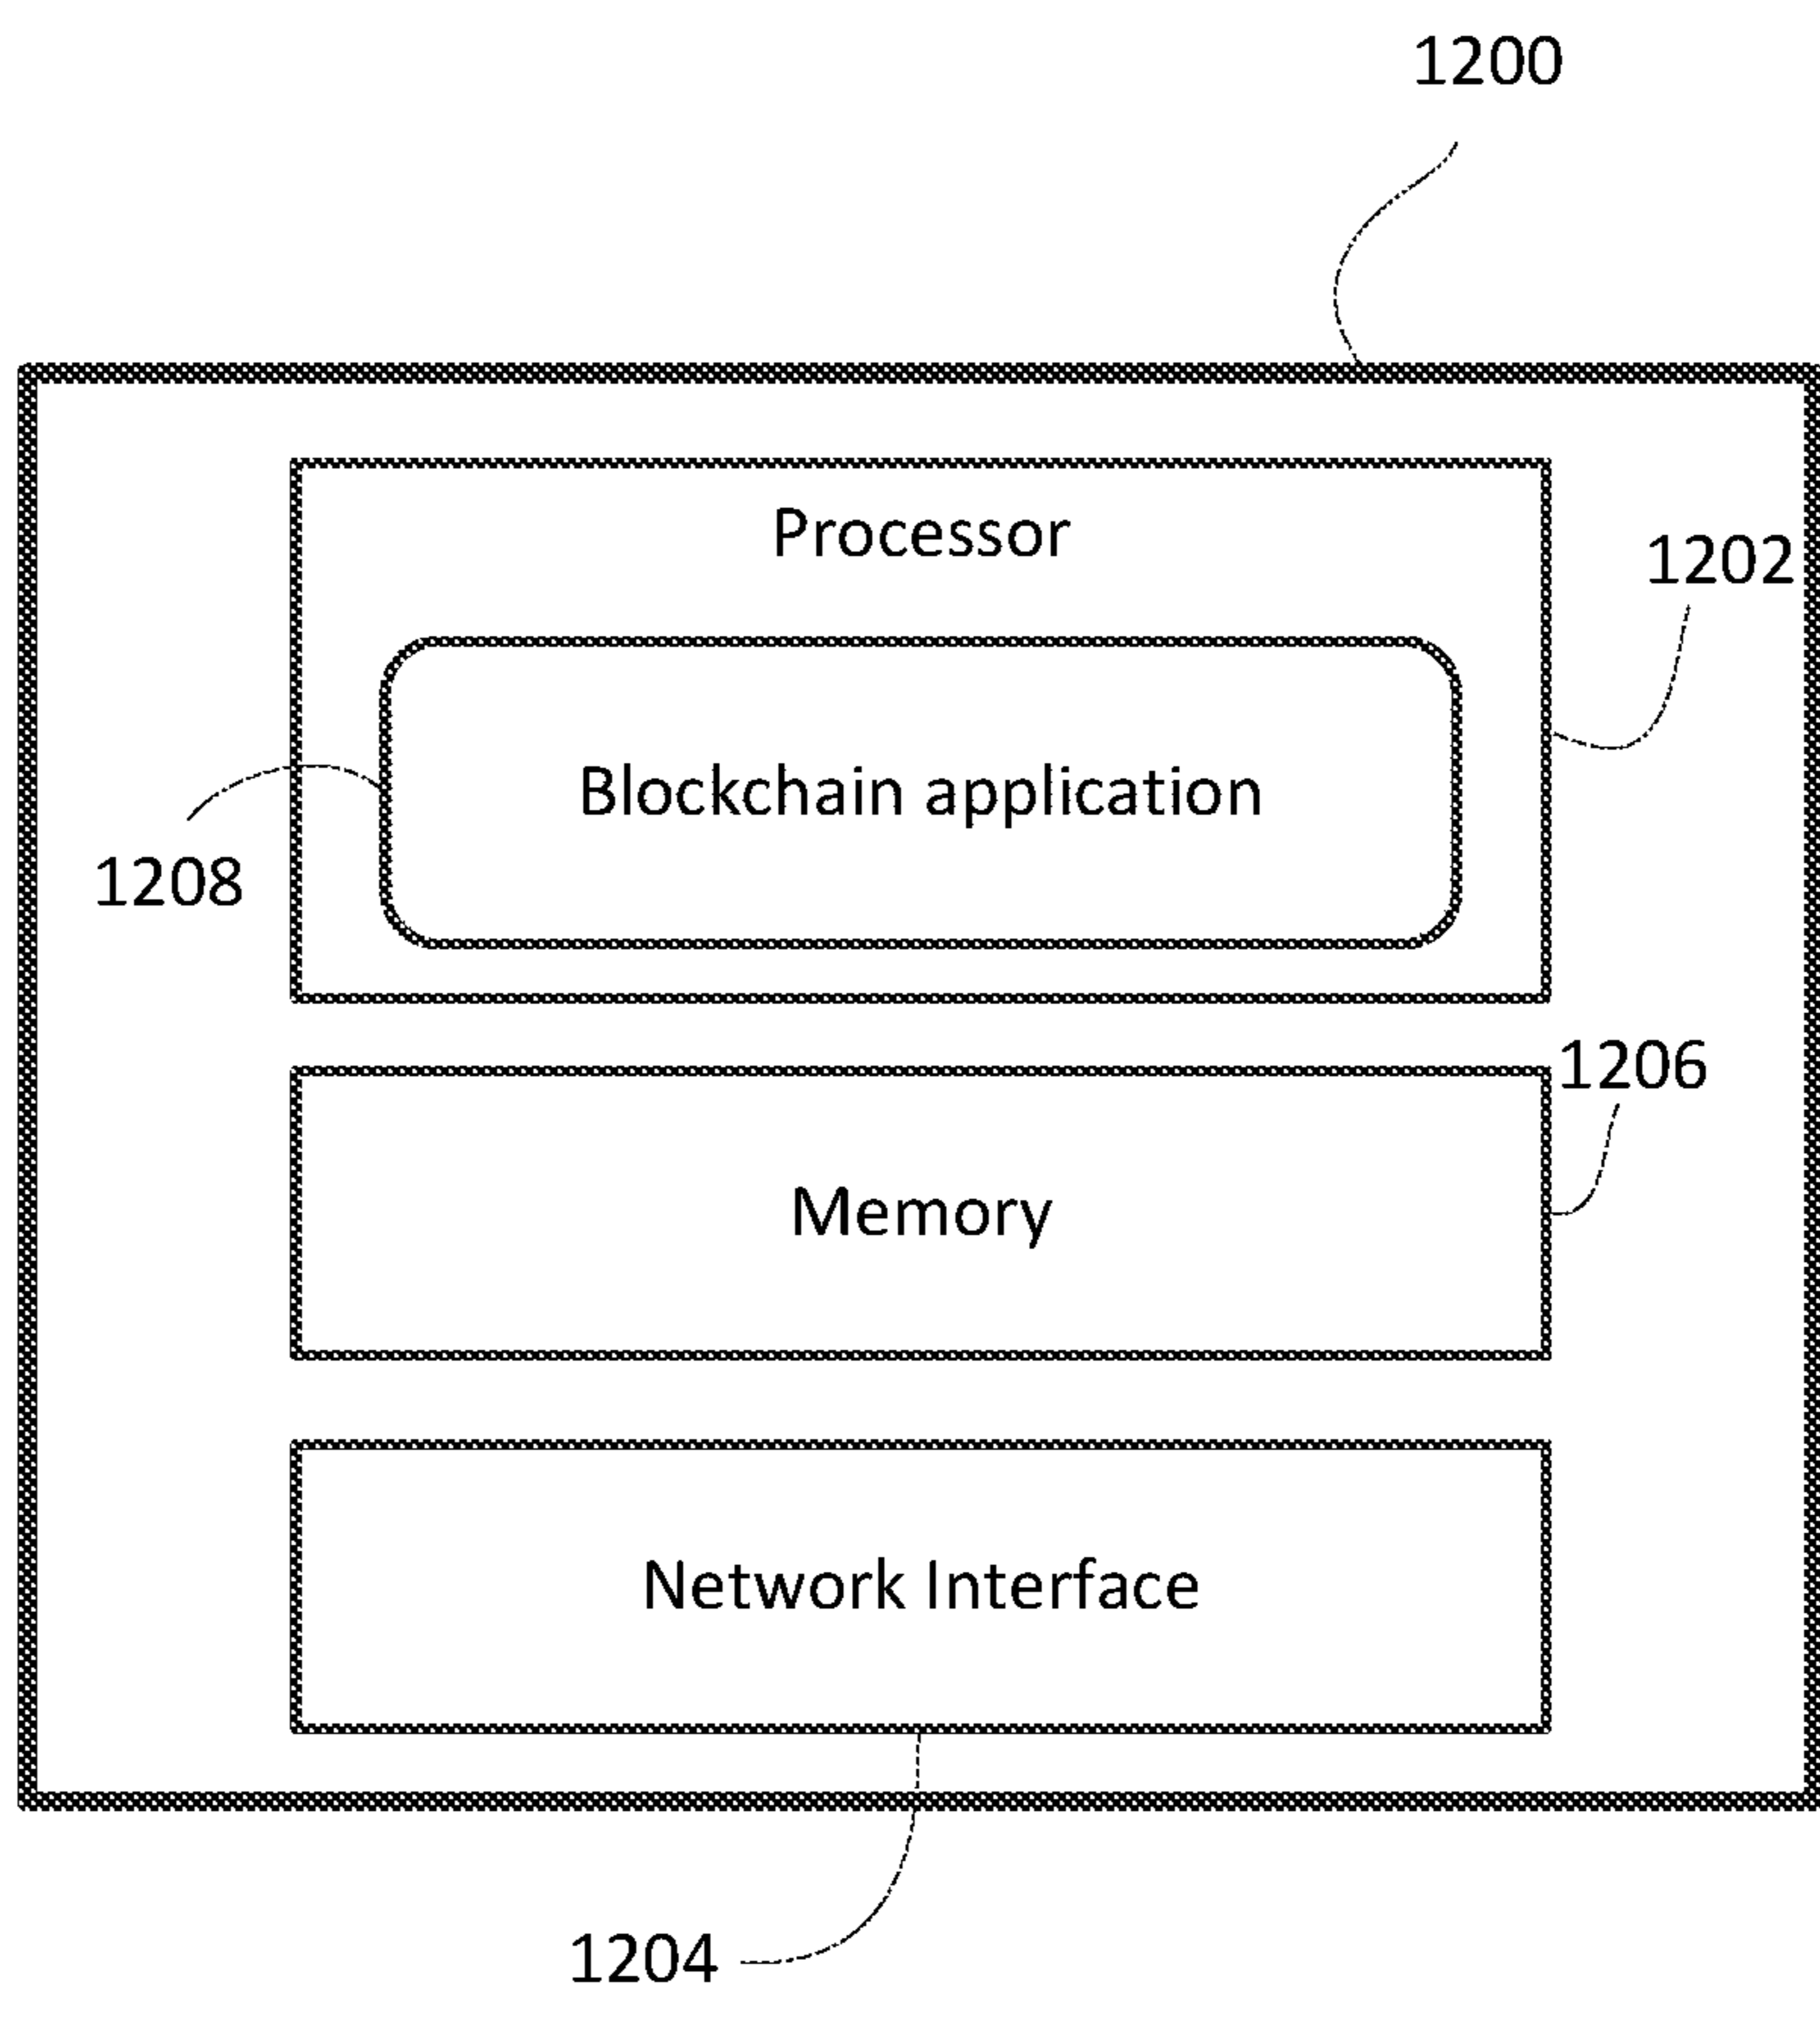 1200
Processor
1202
Blockchain application
1208
1206
Memory
Network Interface
1204